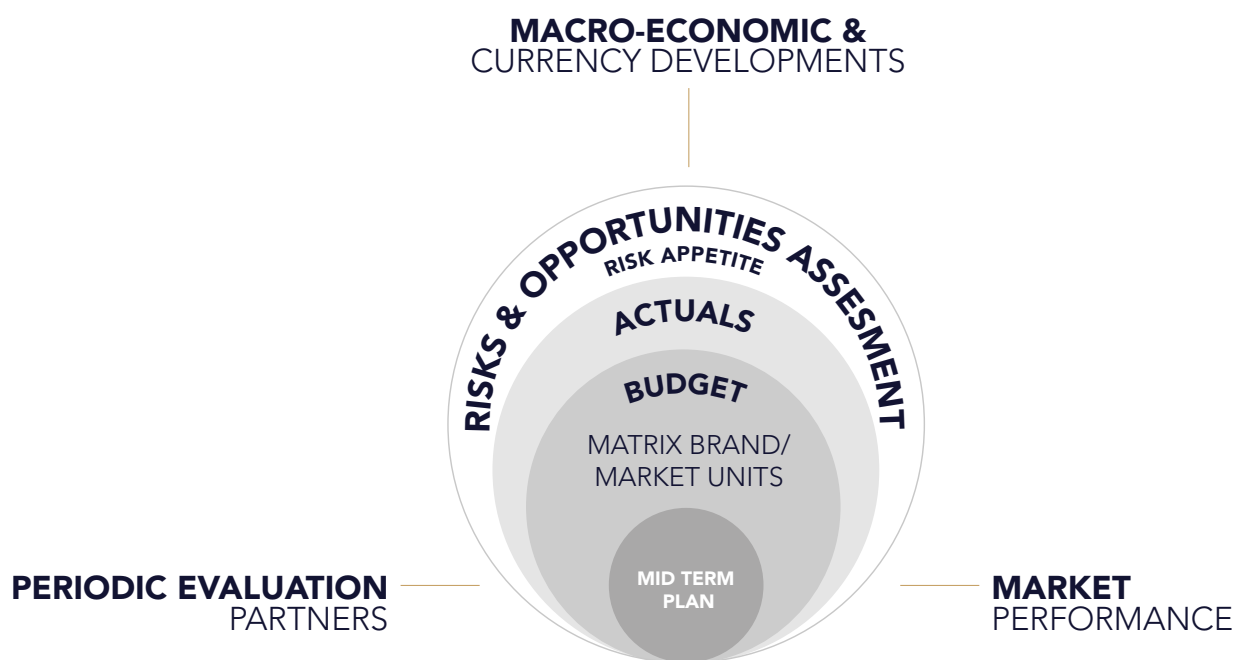 MACRO-ECONOMIC &
CURRENCY DEVELOPMENTS
RISKS & OPPORTUNITIES ASSESMENT
RISK APPETITE
ACTUALS
BUDGET
MATRIX BRAND/
MARKET UNITS
MID TERM
PLAN
PERIODIC EVALUATION
PARTNERS
MARKET
PERFORMANCE